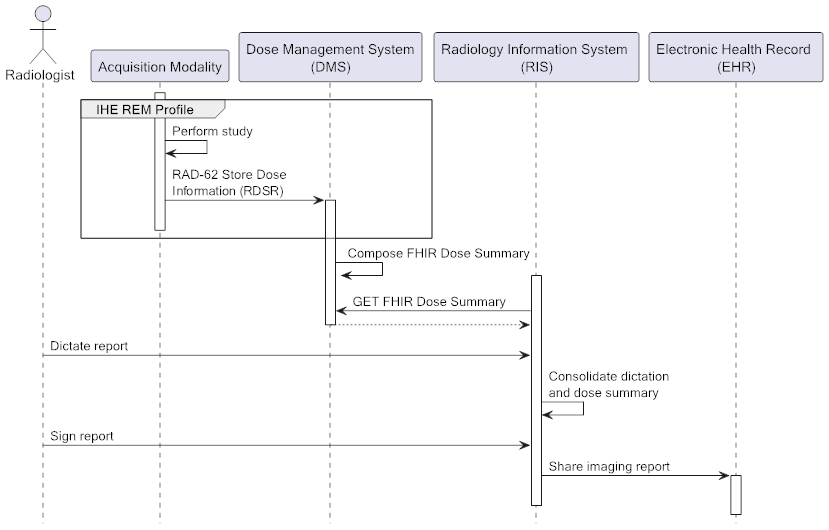 Radiologist
Acquisition Modality
Dose Management System
(DMS)
Radiology Information System
(RIS)
Electronic Health Record
(EHR)
IHE REM Profile
Perform study
RAD-62 Store Dose
Information (RDSR)
Compose FHIR Dose Summary
GET FHIR Dose Summary
Dictate report
Consolidate dictation
and dose summary
Sign report
Share imaging report